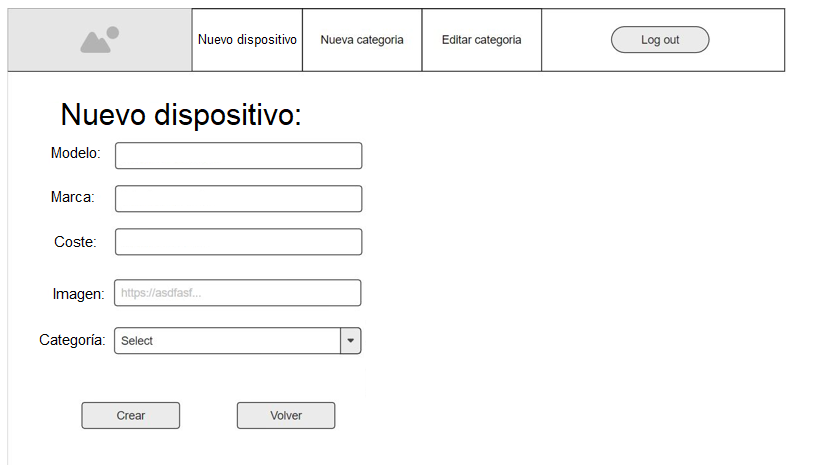 Nuevo dispositivo Nueva categoria Editar categoria Log out
Nuevo dispositivo:
Modelo:
Marca:
Coste:
Imagen: https://asdfasf...
Categoría: Select
Crear Volver